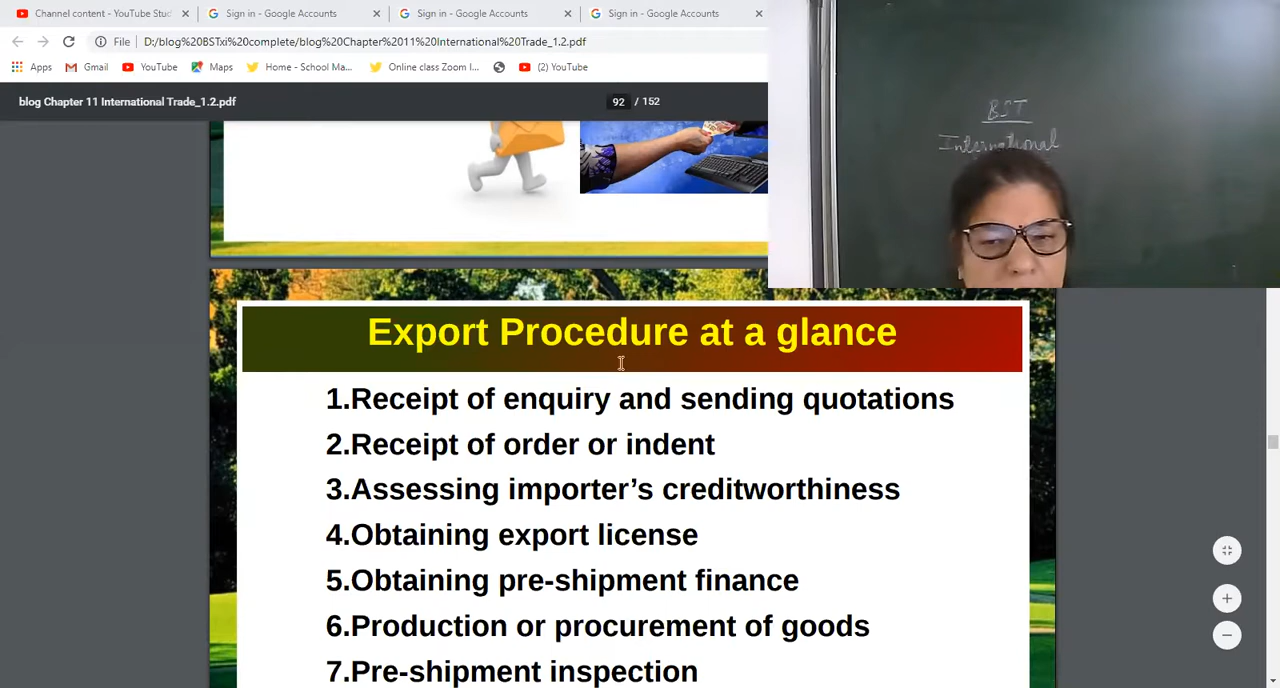 Channel content - YouTube Stud
Sign in - Google Accounts
Sign in - Google Accounts
Sign in - Google Accounts
File
D:/blog%20BSTxi%20complete/blog%20Chapter%2011%20International%20Trade_1.2.pdf
Apps
Gmail
YouTube
Maps
Home - School Ma...
Online class Zoom I...
(2) YouTube
blog Chapter 11 International Trade_1.2.pdf
92 / 152
BST
International
Export Procedure at a glance
1.Receipt of enquiry and sending quotations
2.Receipt of order or indent
3.Assessing importer’s creditworthiness
4.Obtaining export license
5.Obtaining pre-shipment finance
6.Production or procurement of goods
7.Pre-shipment inspection